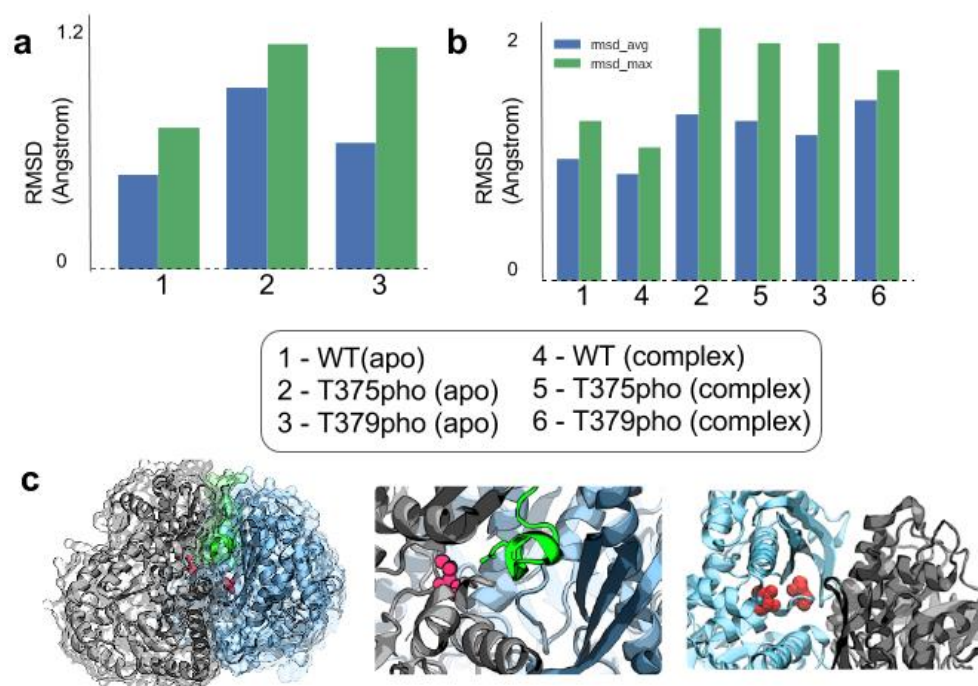 a
1.2
RMSD
(Angstrom)
0
1
2
3
b
2
rmsd_avg
rmsd_max
RMSD
(Angstrom)
0
1
4
2
5
3
6
1 - WT(apo)
2 - T375pho (apo)
3 - T379pho (apo)
4 - WT (complex)
5 - T375pho (complex)
6 - T379pho (complex)
c